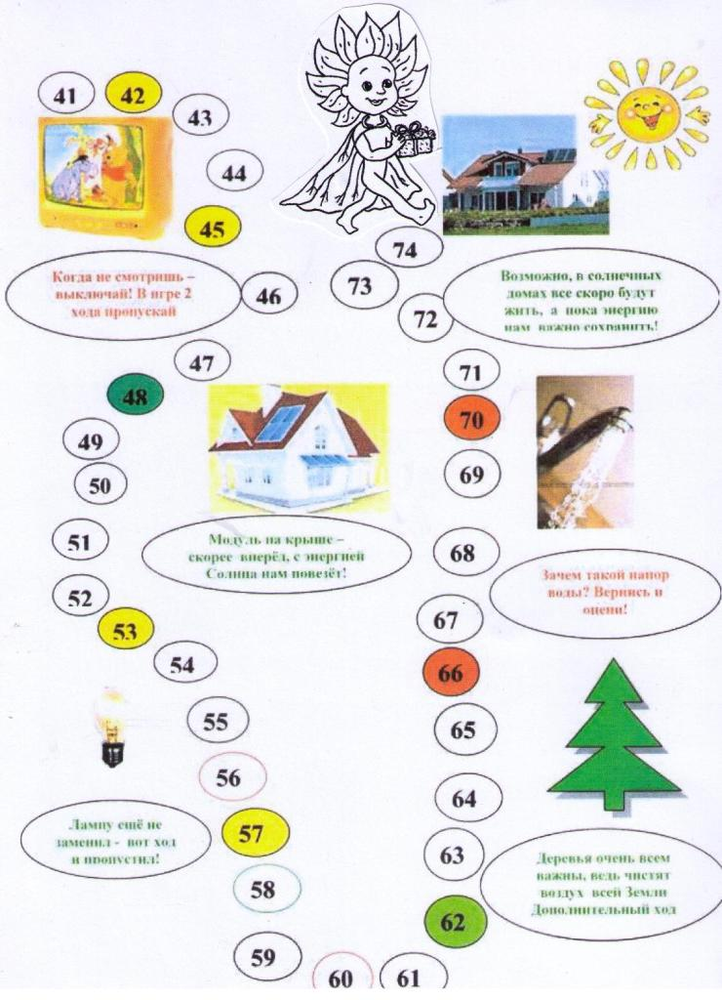 41
42
43
44
45
Когда не смотришь –
выключай! В игре 2
хода пропускай
46
47
48
49
50
51
52
53
54
55
56
57
58
59
60
61
62
63
64
65
66
67
68
69
70
71
72
73
74
Модуль на крыше –
скорее вперёд, с энергией
Солнца нам повезёт!
Лампу ещё не
заменил - вот ход
и пропустил!
Деревья очень всем
важны, ведь чистят
воздух всей Земли
Дополнительный ход
Зачем такой напор
воды? Вернись и
оцени!
Возможно, в солнечных
домах все скоро будут
жить, а пока энергию
нам важно сохранить!